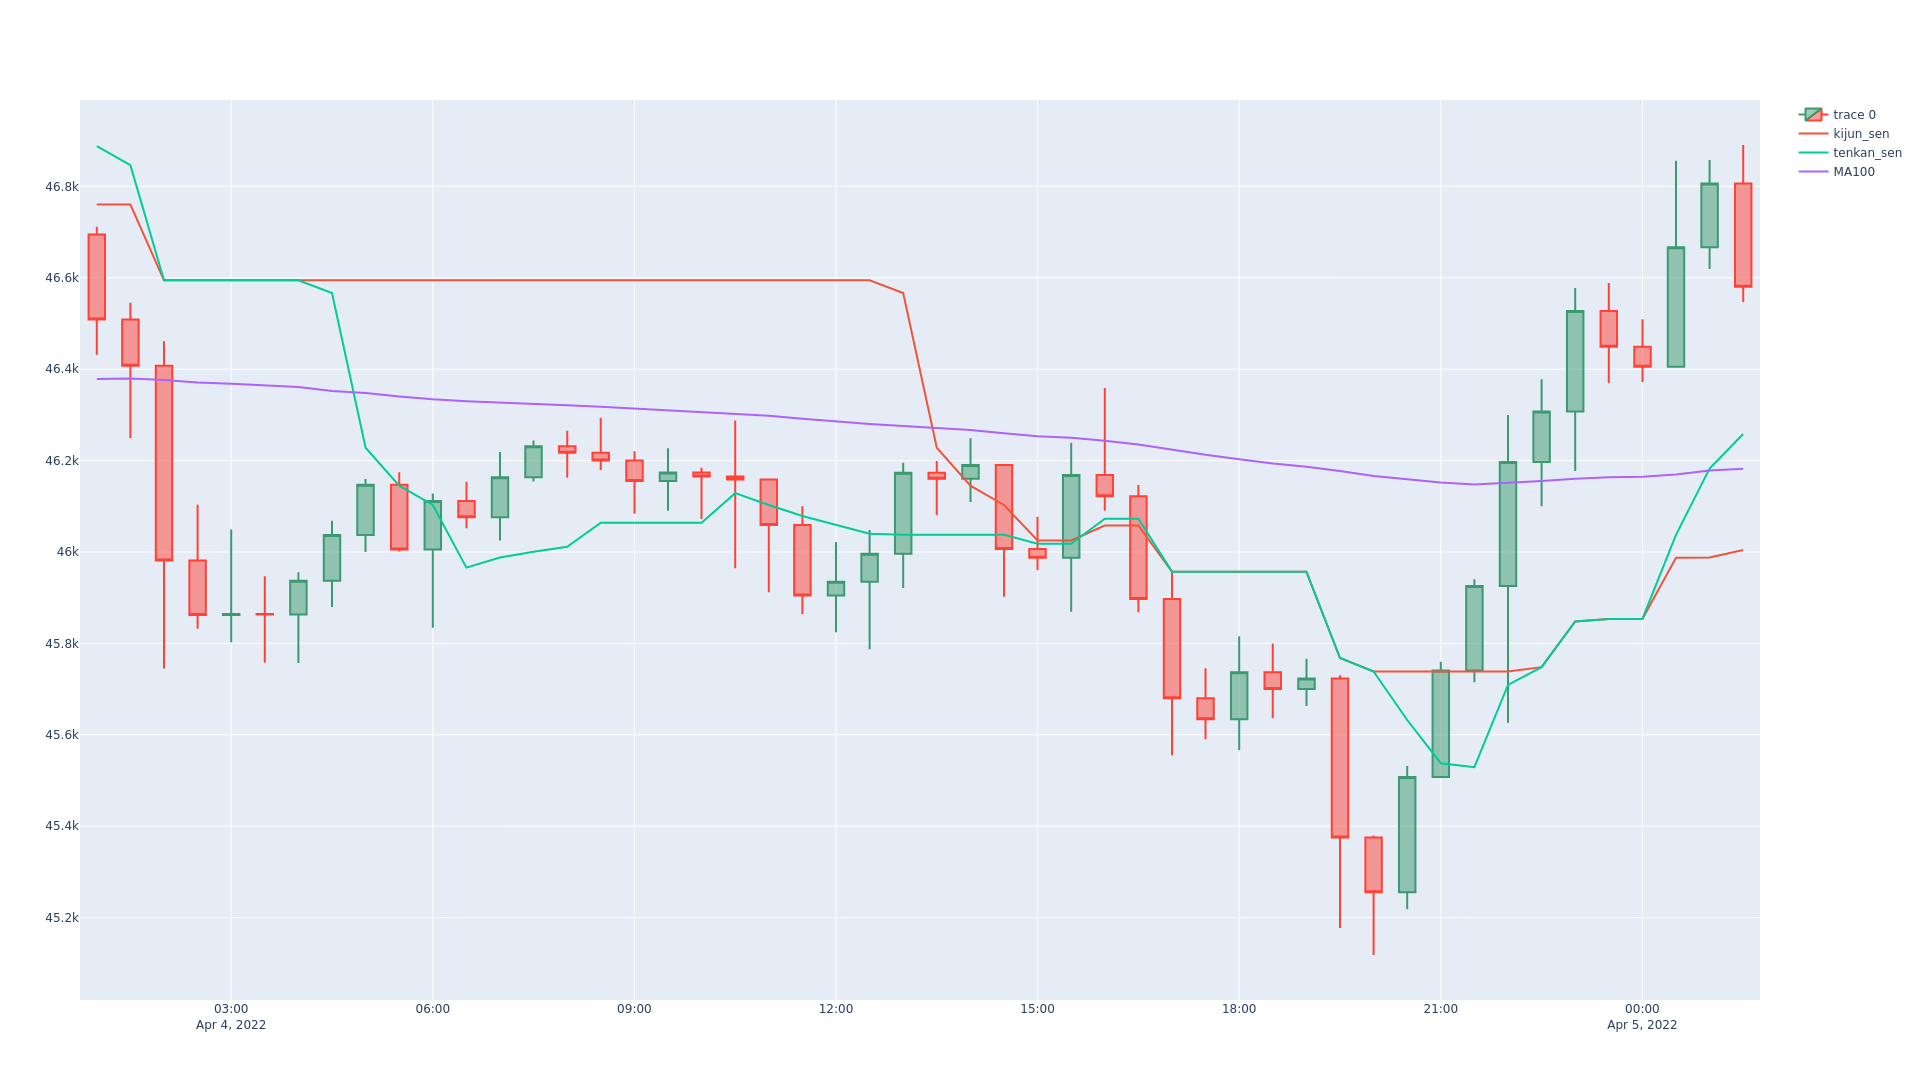 trace 0
kijun_sen
tenkan_sen
MA100
46.8k
46.6k
46.4k
46.2k
46k
45.8k
45.6k
45.4k
45.2k
03:00 06:00 09:00 12:00 15:00 18:00 21:00 00:00
Apr 4, 2022 Apr 5, 2022